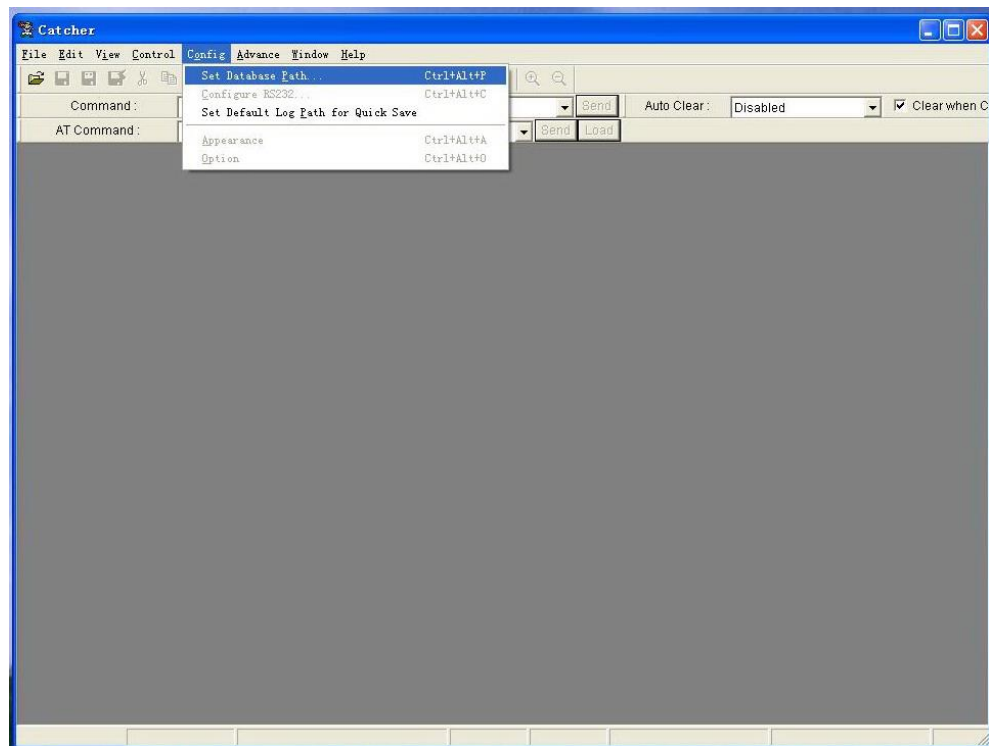 Catcher
File Edit View Control Config Advance Window Help
Set Database Path... Ctrl+Alt+P
Configure RS232... Ctrl+Alt+C
Set Default Log Path for Quick Save
Appearance Ctrl+Alt+A
Option Ctrl+Alt+O
Command : Send Auto Clear : Disabled Clear when C
AT Command : Send Load